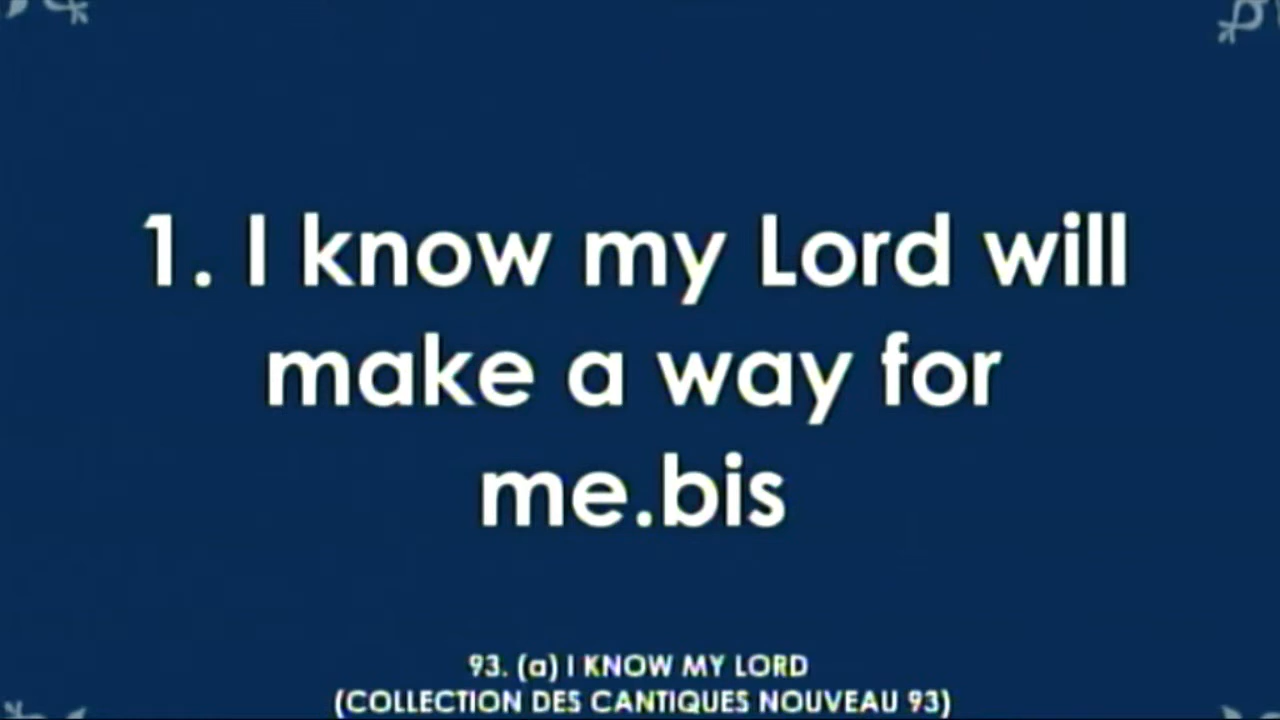 1. I know my Lord will
make a way for
me.bis
93. (a) I KNOW MY LORD
(COLLECTION DES CANTIQUES NOUVEAU 93)